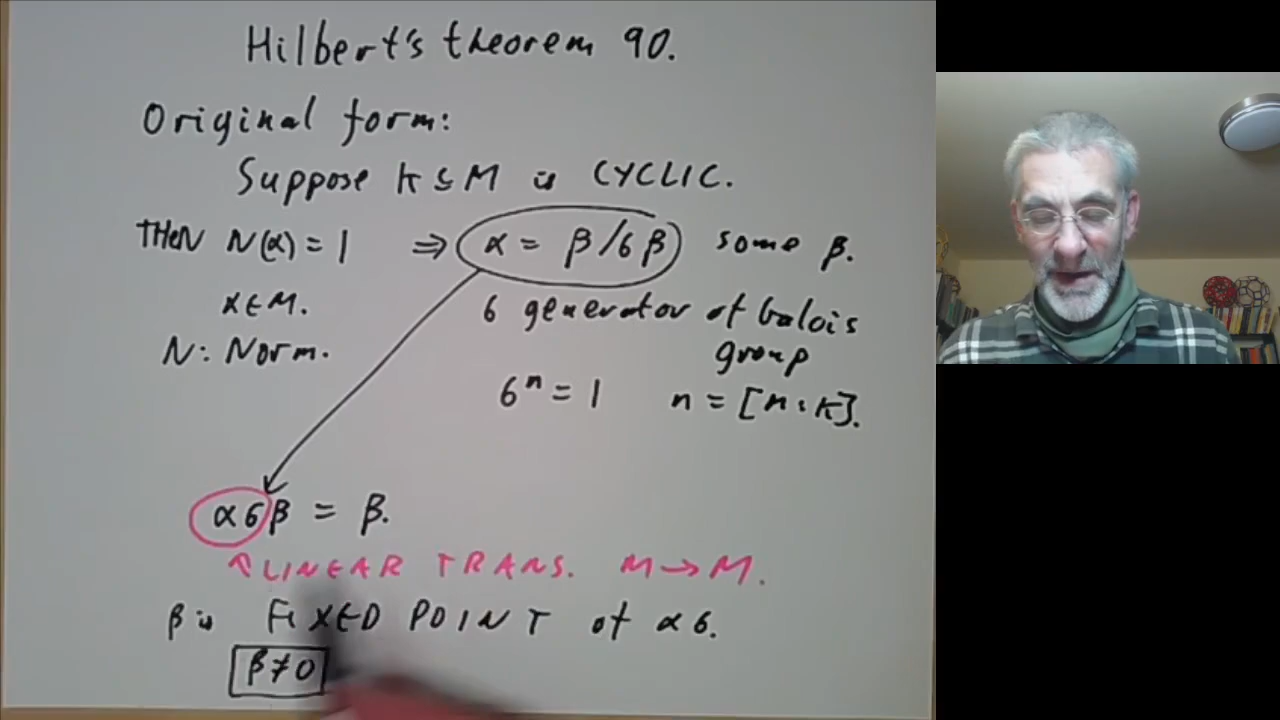 Hilbert's theorem 90.
Original form:
Suppose K ⊆ M is CYCLIC.
THEN N(α) = 1 ⇒ α = β/σβ some β.
α ∈ M. σ generator of Galois
N: Norm. group
σⁿ = 1 n = [M:K].
ασβ = β.
↑ LINEAR TRANS. M → M.
β is FIXED POINT of ασ.
β ≠ 0